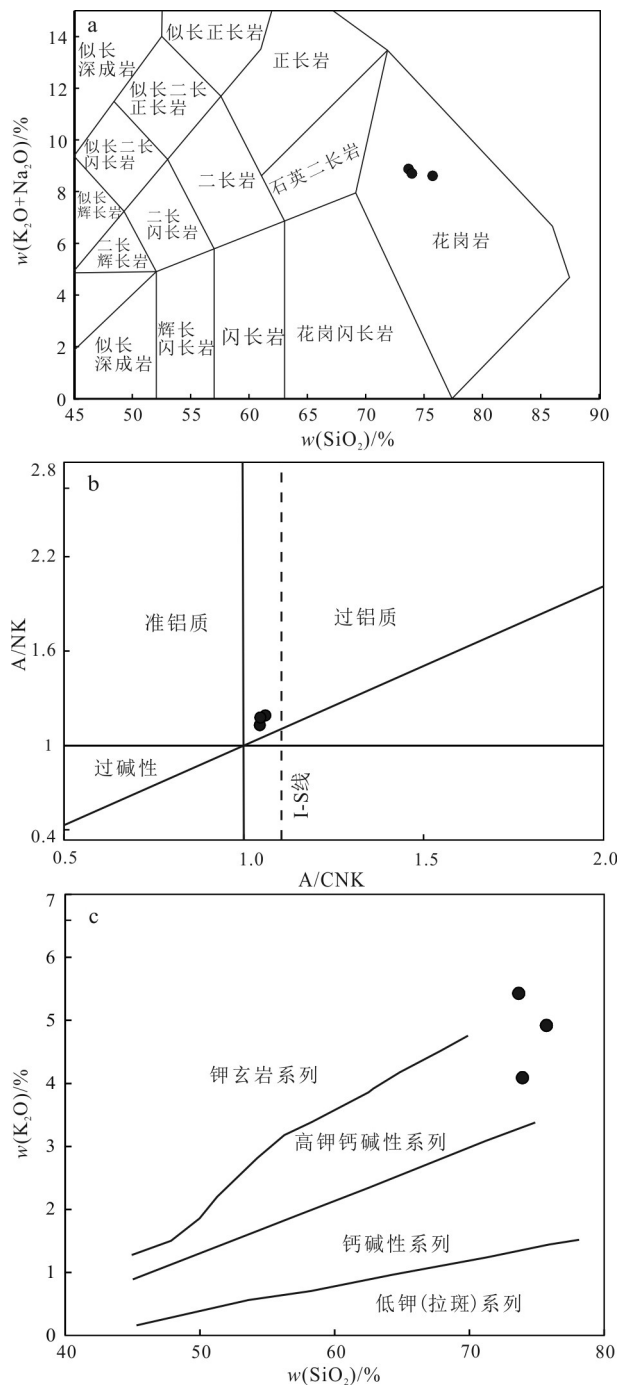 a
15
14
12
10
8
6
4
2
0
w(K₂O+Na₂O)/%
似长
深成岩
似长正长岩
正长岩
似长二长
正长岩
似长二长
闪长岩
二长岩
石英二长岩
似长
辉长岩
二长
闪长岩
二长
辉长岩
花岗岩
似长
深成岩
辉长
闪长岩
闪长岩
花岗闪长岩
45 50 55 60 65 70 75 80 85 90
w(SiO₂)/%
b
2.8
2.2
1.6
1
0.4
A/NK
准铝质
过铝质
过碱性
I-S线
0.5 1.0 1.5 2.0
A/CNK
c
7
6
5
4
3
2
1
0
w(K₂O)/%
钾玄岩系列
高钾钙碱性系列
钙碱性系列
低钾(拉斑)系列
40 50 60 70 80
w(SiO₂)/%